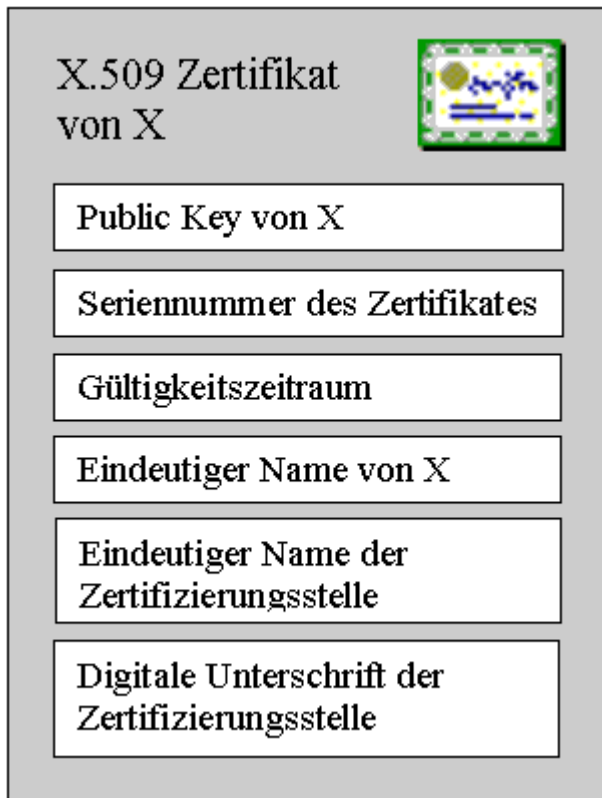 X.509 Zertifikat
von X
Public Key von X
Seriennummer des Zertifikates
Gültigkeitszeitraum
Eindeutiger Name von X
Eindeutiger Name der
Zertifizierungsstelle
Digitale Unterschrift der
Zertifizierungsstelle